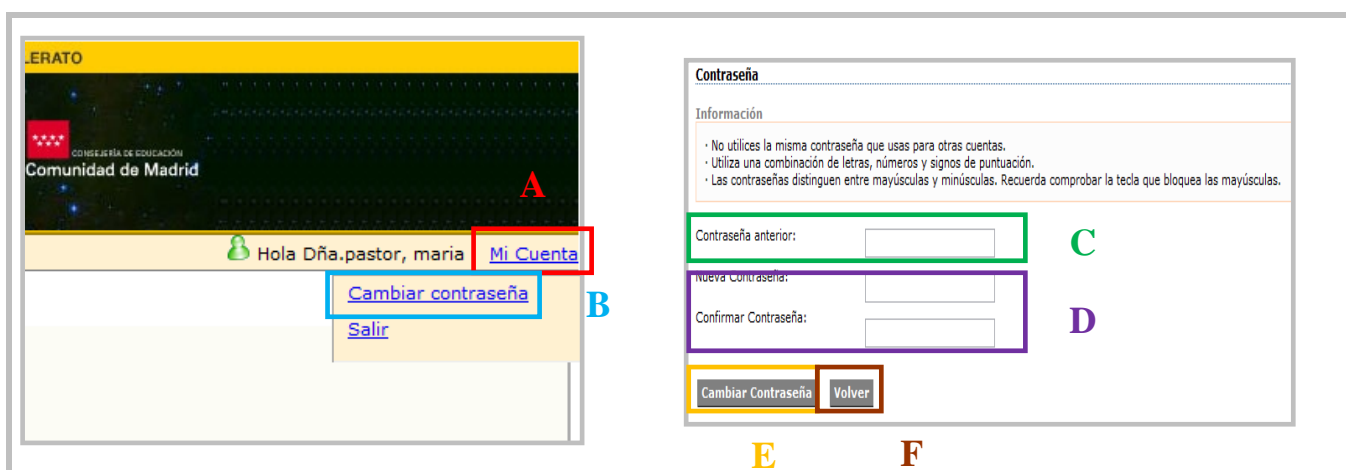 .ERATO
CONSEJERÍA DE EDUCACIÓN
Comunidad de Madrid
A
Hola Dña.pastor, maria Mi Cuenta
Cambiar contraseña
B
Salir
Contraseña
Información
· No utilices la misma contraseña que usas para otras cuentas.
· Utiliza una combinación de letras, números y signos de puntuación.
· Las contraseñas distinguen entre mayúsculas y minúsculas. Recuerda comprobar la tecla que bloquea las mayúsculas.
Contraseña anterior:
C
Nueva Contraseña:
Confirmar Contraseña:
D
Cambiar Contraseña Volver
E F